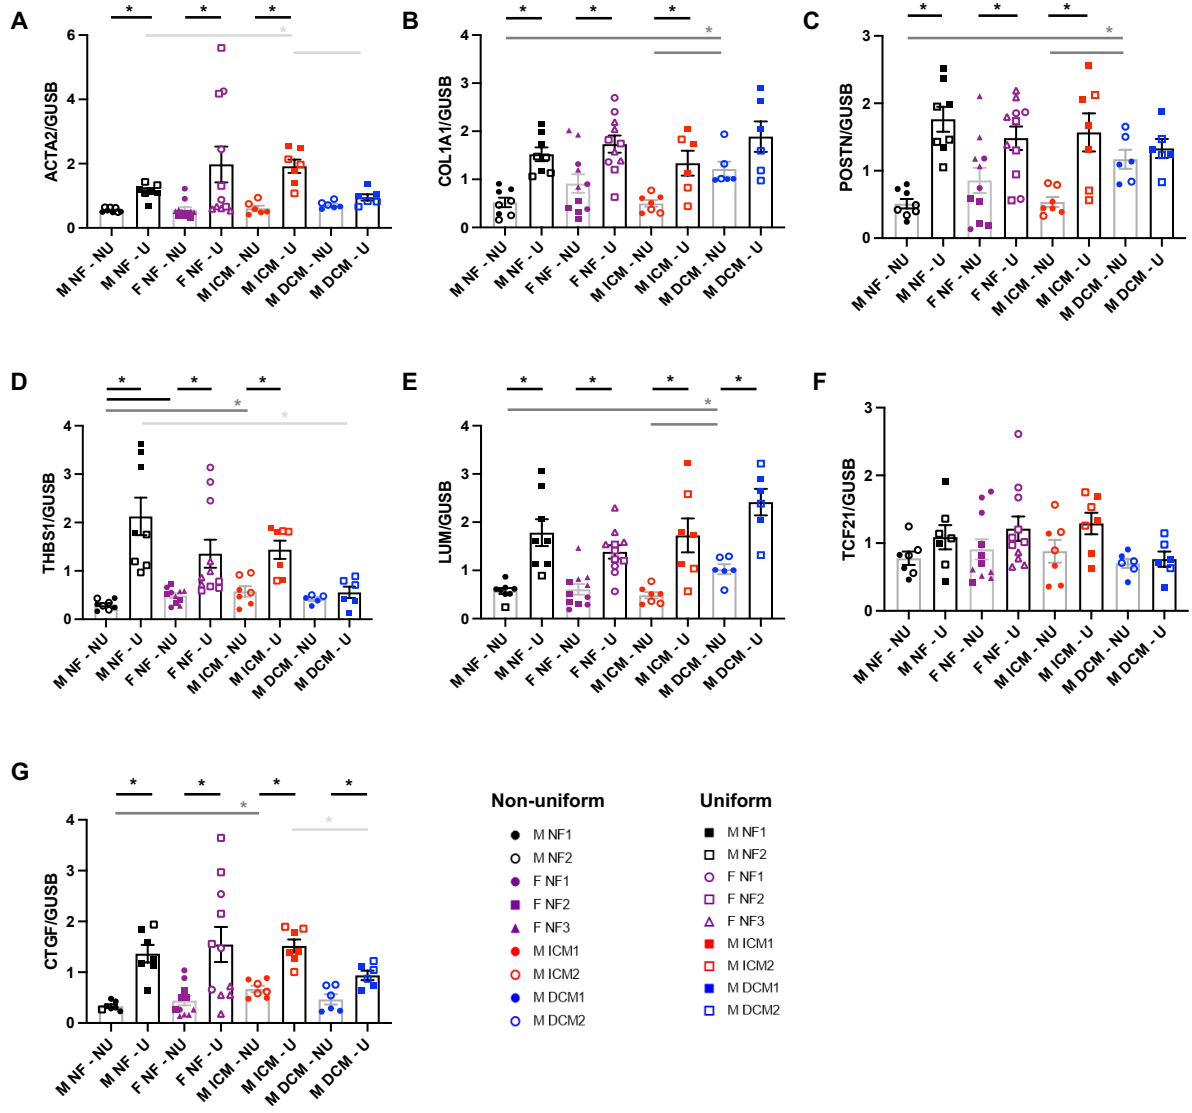 A
*
*
*
*
ACTA2/GUSB
6
4
2
0
M NF - NU
M NF - U
F NF - NU
F NF - U
M ICM - NU
M ICM - U
M DCM - NU
M DCM - U
B
*
*
*
*
*
COL1A1/GUSB
4
3
2
1
0
M NF - NU
M NF - U
F NF - NU
F NF - U
M ICM - NU
M ICM - U
M DCM - NU
M DCM - U
C
*
*
*
*
POSTN/GUSB
3
2
1
0
M NF - NU
M NF - U
F NF - NU
F NF - U
M ICM - NU
M ICM - U
M DCM - NU
M DCM - U
D
*
*
*
*
*
THBS1/GUSB
4
3
2
1
0
M NF - NU
M NF - U
F NF - NU
F NF - U
M ICM - NU
M ICM - U
M DCM - NU
M DCM - U
E
*
*
*
*
*
LUM/GUSB
4
3
2
1
0
M NF - NU
M NF - U
F NF - NU
F NF - U
M ICM - NU
M ICM - U
M DCM - NU
M DCM - U
F
TCF21/GUSB
3
2
1
0
M NF - NU
M NF - U
F NF - NU
F NF - U
M ICM - NU
M ICM - U
M DCM - NU
M DCM - U
G
*
*
*
*
*
*
CTGF/GUSB
4
3
2
1
0
M NF - NU
M NF - U
F NF - NU
F NF - U
M ICM - NU
M ICM - U
M DCM - NU
M DCM - U
Non-uniform
M NF1
M NF2
F NF1
F NF2
F NF3
M ICM1
M ICM2
M DCM1
M DCM2
Uniform
M NF1
M NF2
F NF1
F NF2
F NF3
M ICM1
M ICM2
M DCM1
M DCM2